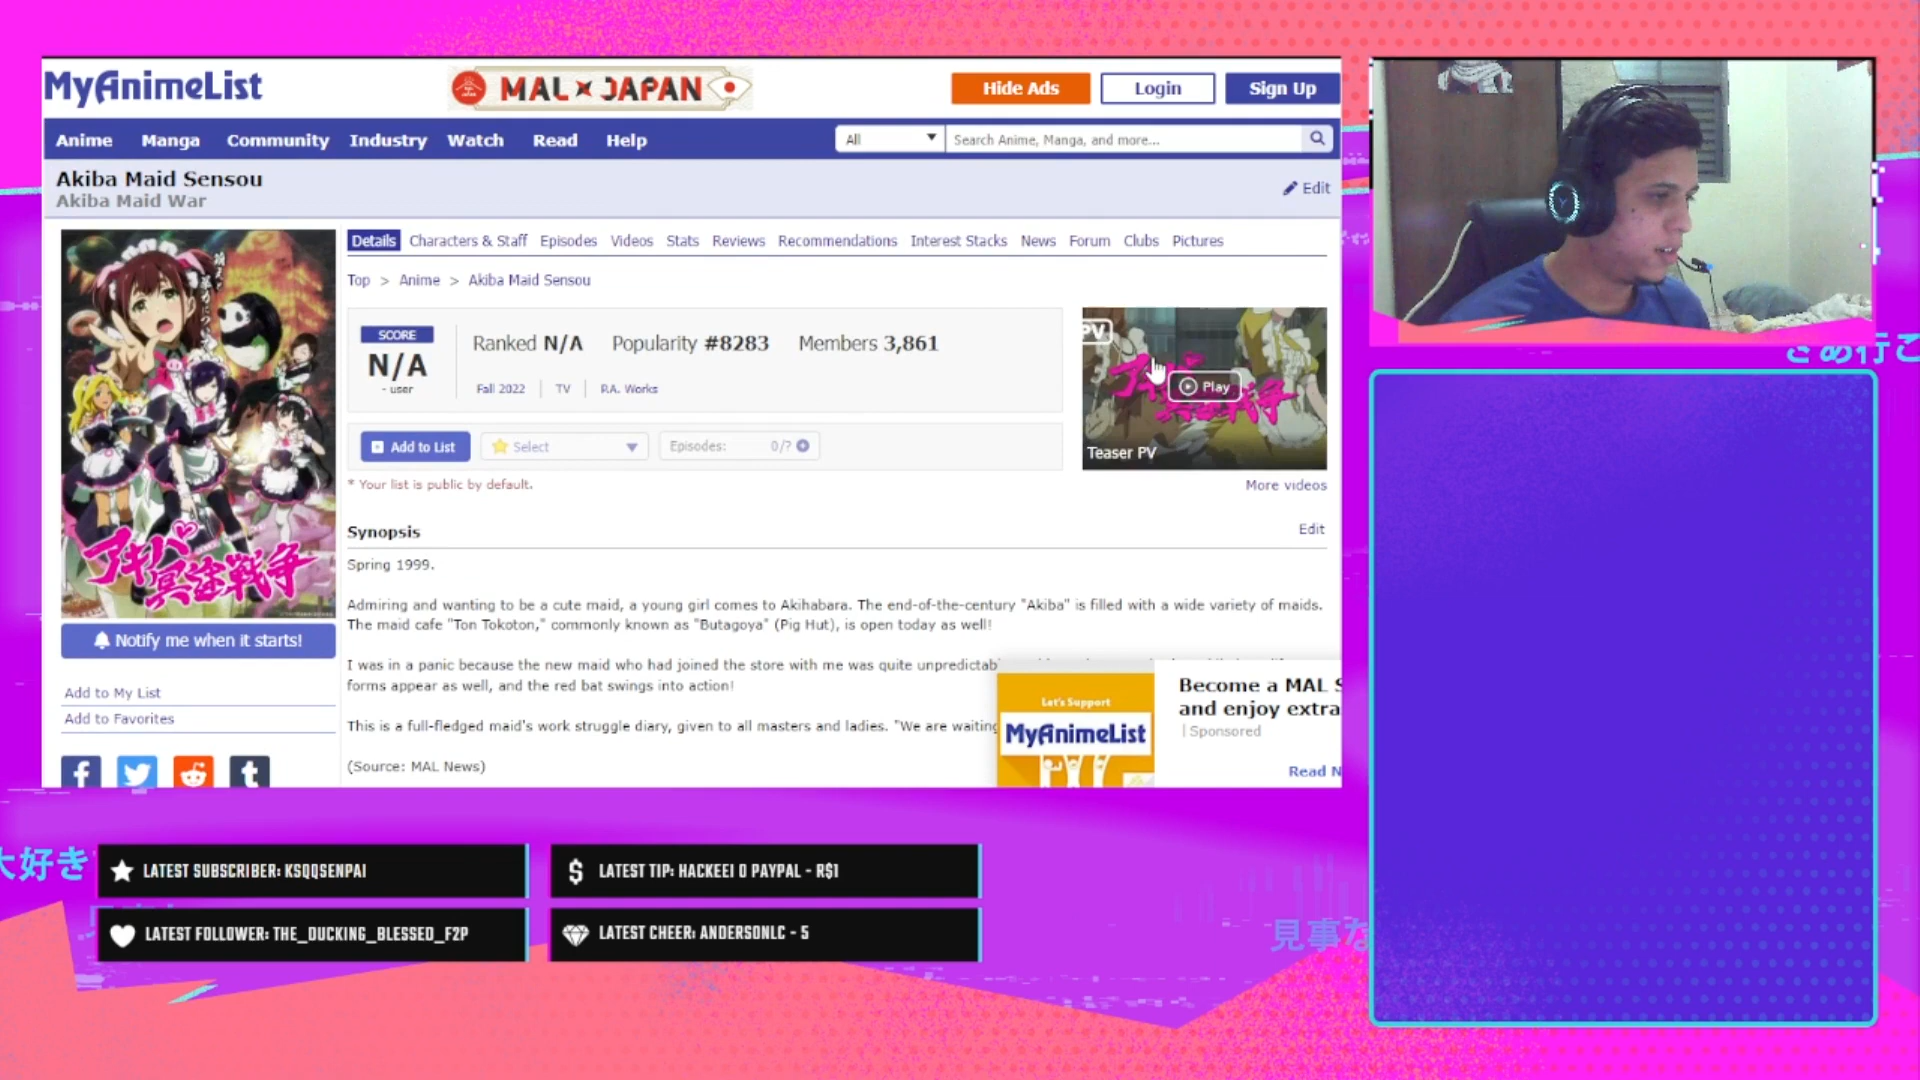 MyAnimeList
MAL × JAPAN
Hide Ads
Login
Sign Up
Anime Manga Community Industry Watch Read Help
All
Search Anime, Manga, and more...
Akiba Maid Sensou
Akiba Maid War
Edit
Details Characters & Staff Episodes Videos Stats Reviews Recommendations Interest Stacks News Forum Clubs Pictures
Top > Anime > Akiba Maid Sensou
SCORE
N/A
- user
Ranked N/A Popularity #8283 Members 3,861
Fall 2022 TV P.A. Works
PV
Play
Teaser PV
Add to List
Select
Episodes: 0/?
* Your list is public by default.
More videos
アキバ冥途戦争
Synopsis
Edit
Spring 1999.
Admiring and wanting to be a cute maid, a young girl comes to Akihabara. The end-of-the-century "Akiba" is filled with a wide variety of maids.
The maid cafe "Ton Tokoton," commonly known as "Butagoya" (Pig Hut), is open today as well!
I was in a panic because the new maid who had joined the store with me was quite unpredictabl
forms appear as well, and the red bat swings into action!
This is a full-fledged maid's work struggle diary, given to all masters and ladies. "We are waiting
(Source: MAL News)
Notify me when it starts!
Add to My List
Add to Favorites
Let's Support
MyAnimeList
Become a MAL S
and enjoy extra
| Sponsored
Read N
LATEST SUBSCRIBER: KSQQSENPAI
LATEST TIP: HACKEEI O PAYPAL - R$1
LATEST FOLLOWER: THE_DUCKING_BLESSED_F2P
LATEST CHEER: ANDERSONLC - 5
大好き
見事な